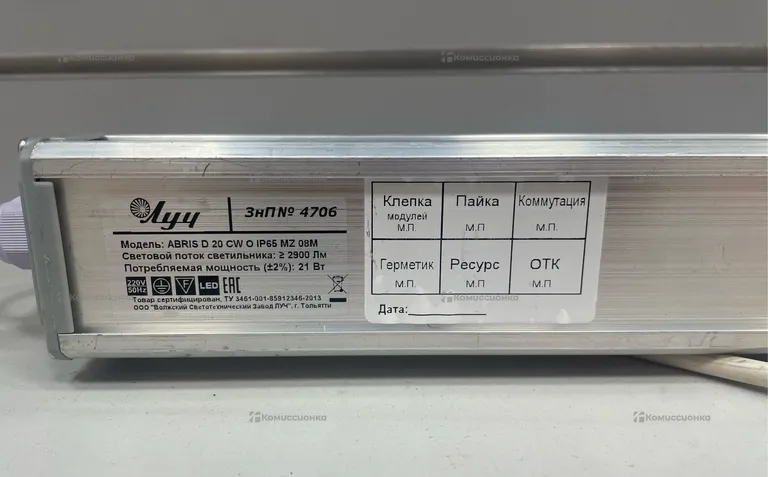 Комиссионка
Комиссионка
Луч
ЗнП№ 4706
Модель: ABRIS D 20 CW O IP65 MZ 08M
Световой поток светильника: ≥ 2900 Лм
Потребляемая мощность (±2%): 21 Вт
220V
50Hz
F
LED
EAC
Товар сертифицирован, ТУ 3461-001-85912346-2013
ООО "Волжский Светотехнический Завод ЛУЧ", г. Тольятти
Клепка
модулей
м.п.
Пайка
м.п
Коммутация
м.п.
Герметик
м.п.
Ресурс
м.п
ОТК
м.п
Дата:
Комиссионка
Комиссионка
Комиссионка
Комиссионка